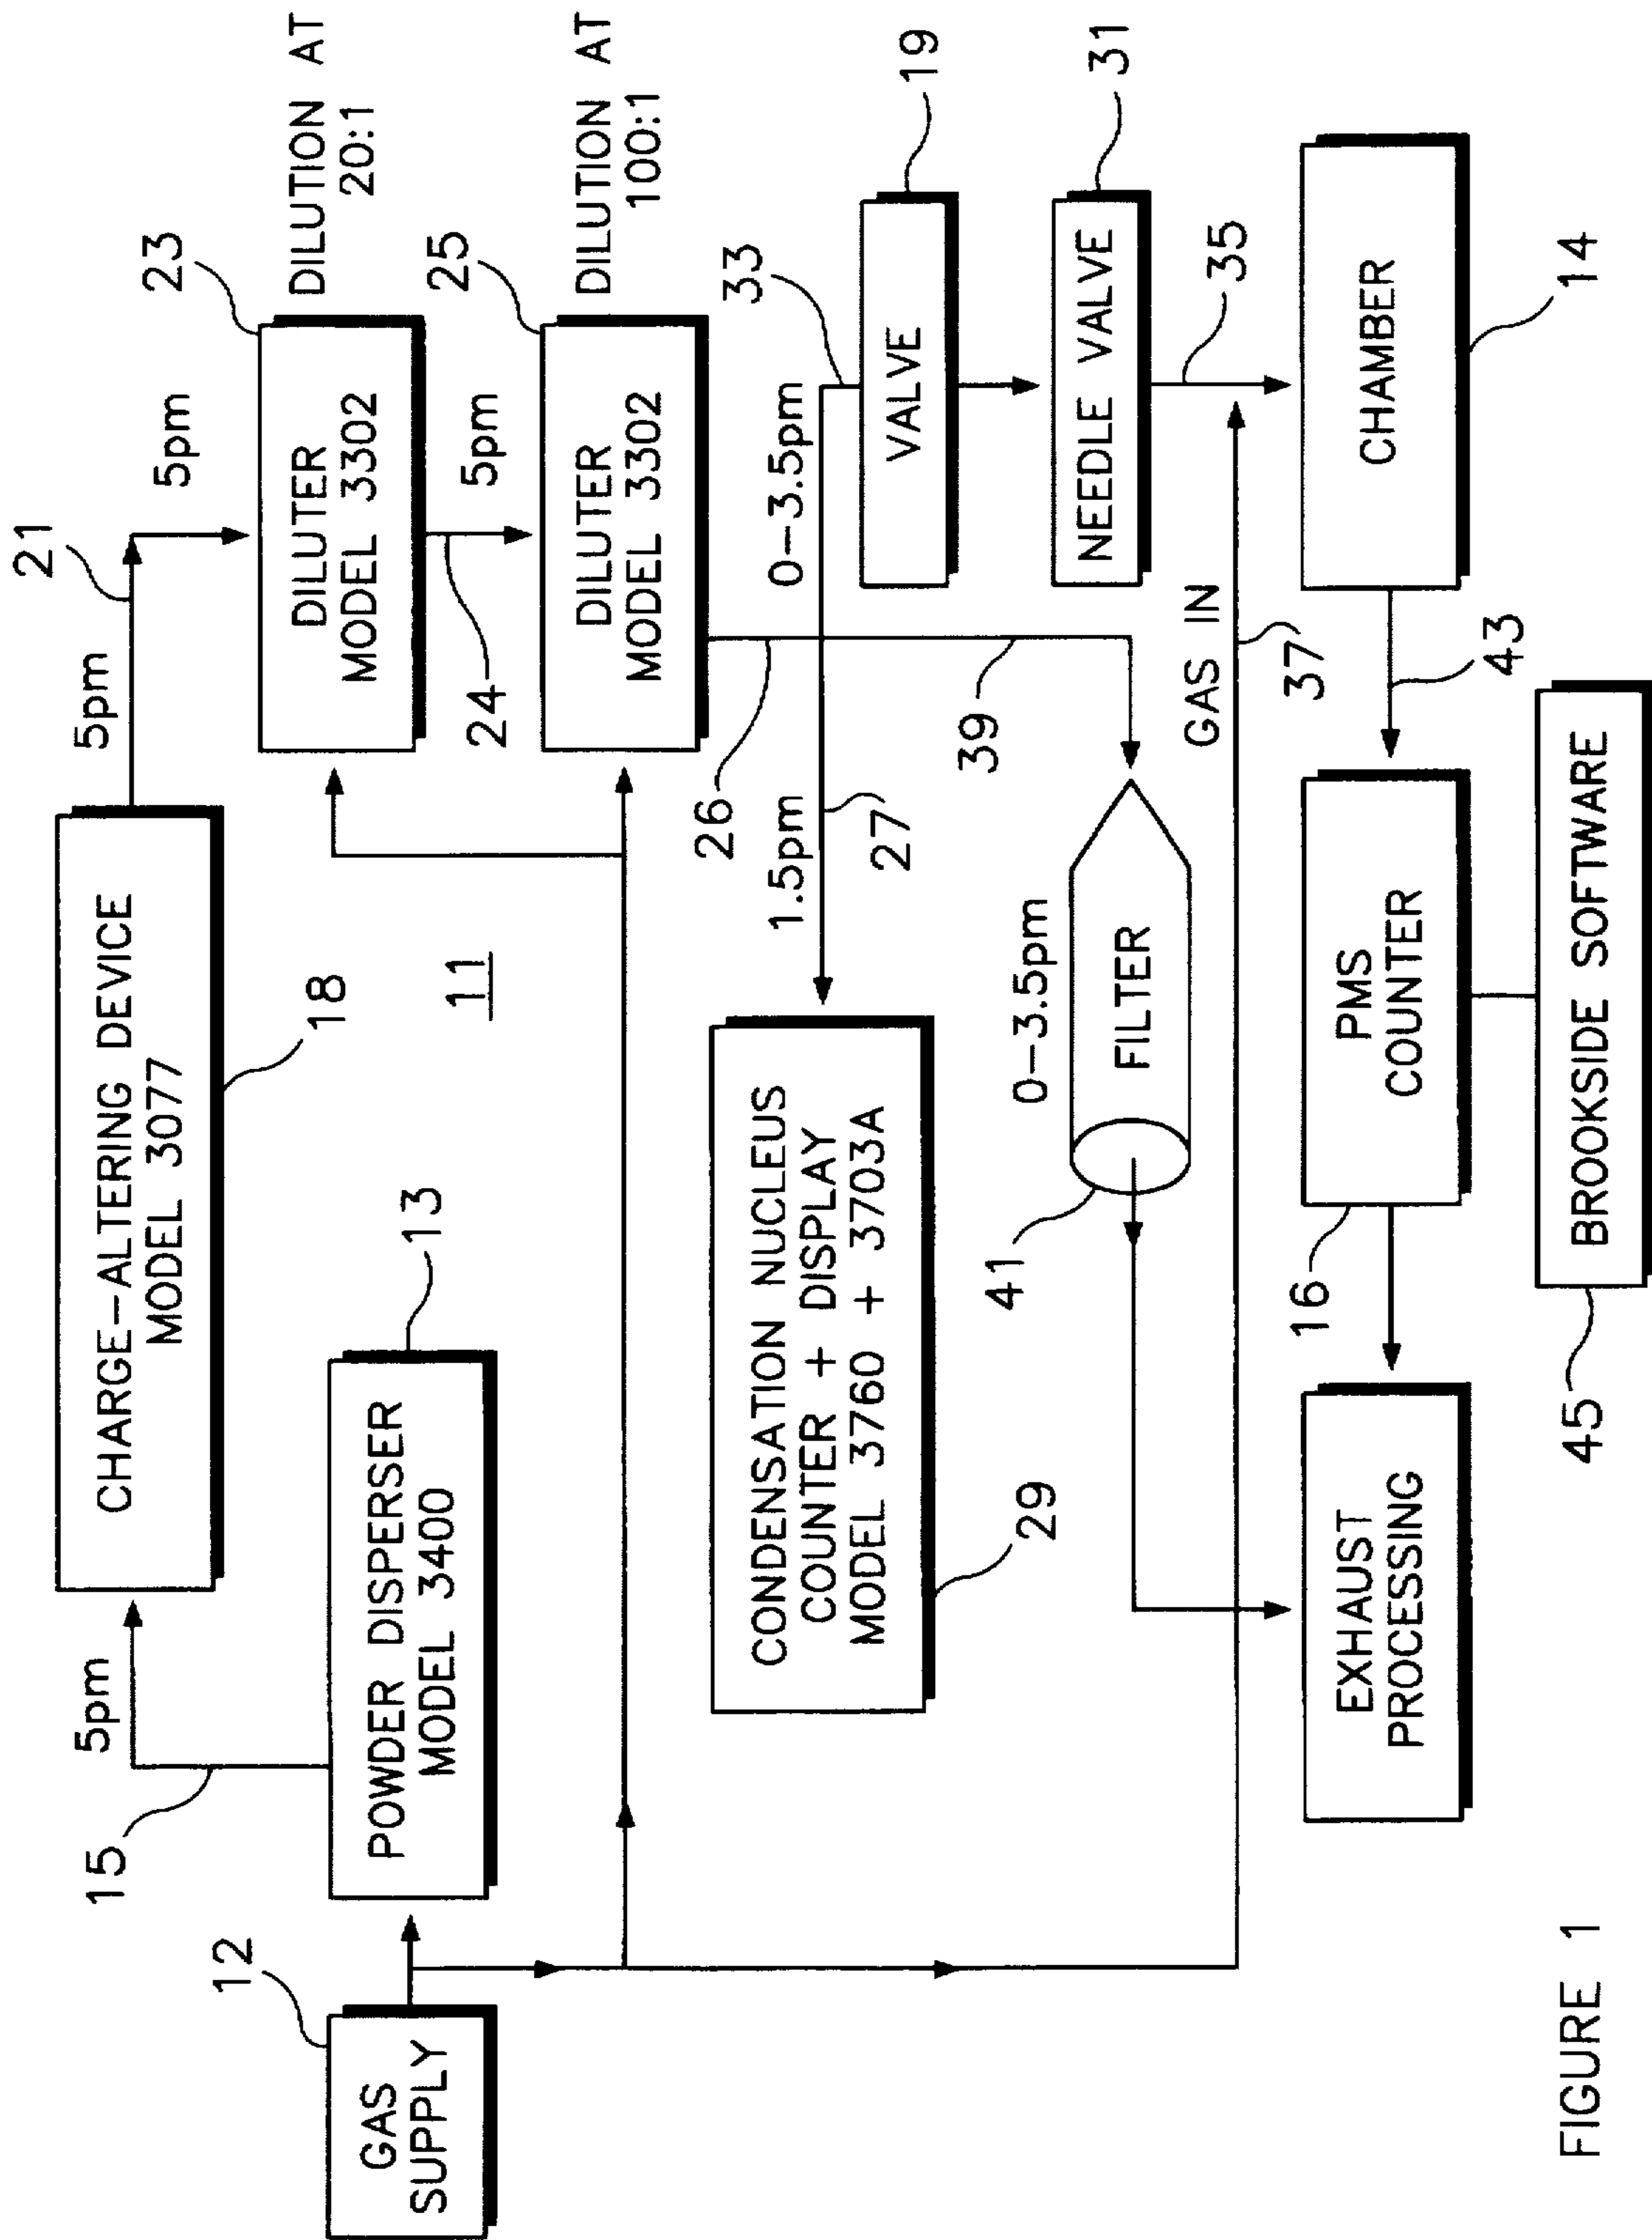 12
GAS
SUPPLY
15
5pm
POWDER DISPERSER
MODEL 3400
13
CHARGE-ALTERING DEVICE
MODEL 3077
18
11
5pm
21
5pm
23
DILUTER
MODEL 3302
DILUTION AT
20:1
24
5pm
25
DILUTER
MODEL 3302
DILUTION AT
100:1
26
CONDENSATION NUCLEUS
COUNTER + DISPLAY
MODEL 3760 + 3703A
29
1.5pm
27
0-3.5pm
33
VALVE
19
39
0-3.5pm
FILTER
41
NEEDLE VALVE
31
GAS IN
37
35
EXHAUST
PROCESSING
16
PMS
COUNTER
43
CHAMBER
14
45
BROOKSIDE SOFTWARE
FIGURE 1